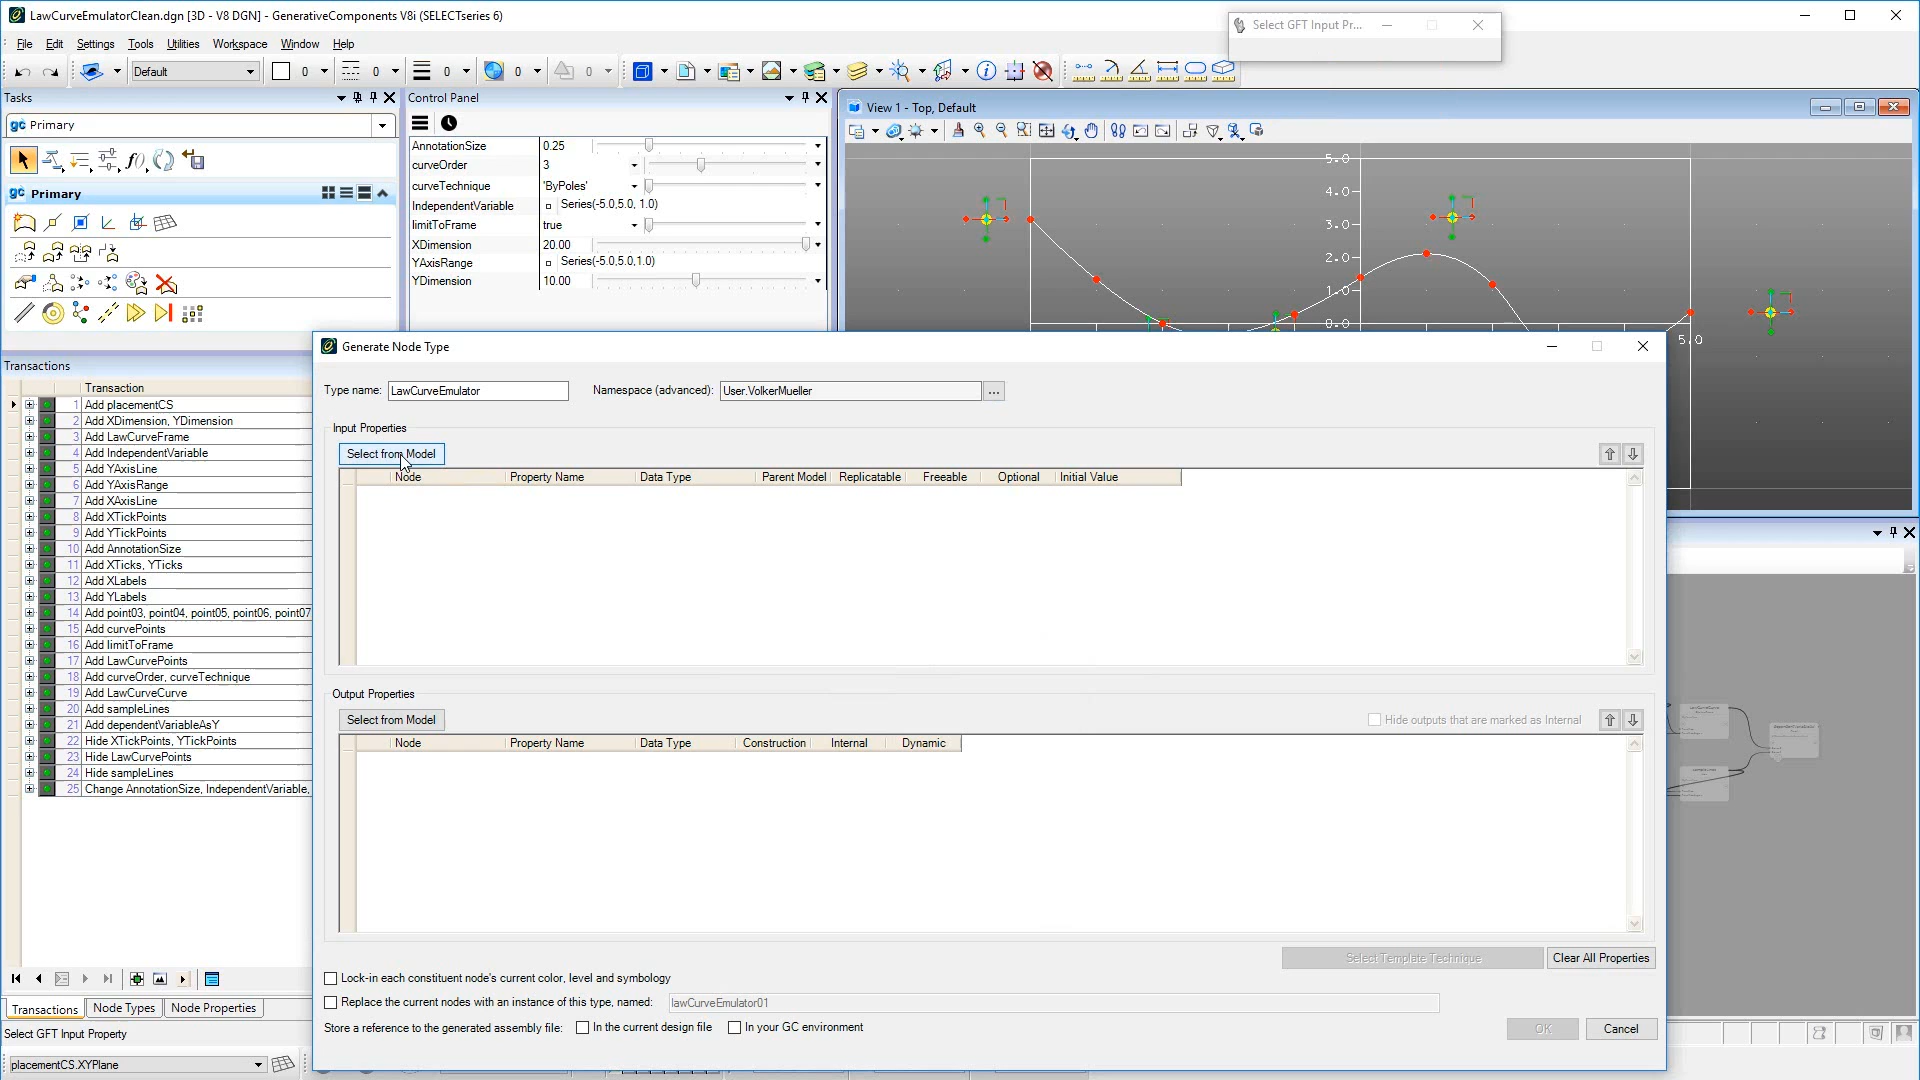 LawCurveEmulatorClean.dgn [3D - V8 DGN] - GenerativeComponents V8i (SELECTseries 6)
Select GFT Input Pr...
File Edit Settings Tools Utilities Workspace Window Help
Default 0 0 0 0 0
Tasks
Control Panel
View 1 - Top, Default
gc Primary
gc Primary
AnnotationSize 0.25
curveOrder 3
curveTechnique 'ByPoles'
IndependentVariable Series(-5.0,5.0, 1.0)
limitToFrame true
XDimension 20.00
YAxisRange Series(-5.0,5.0,1.0)
YDimension 10.00
5.0
4.0
3.0
2.0
1.0
0.0
5.0
Transactions
Transaction
1 Add placementCS
2 Add XDimension, YDimension
3 Add LawCurveFrame
4 Add IndependentVariable
5 Add YAxisLine
6 Add YAxisRange
7 Add XAxisLine
8 Add XTickPoints
9 Add YTickPoints
10 Add AnnotationSize
11 Add XTicks, YTicks
12 Add XLabels
13 Add YLabels
14 Add point03, point04, point05, point06, point07
15 Add curvePoints
16 Add limitToFrame
17 Add LawCurvePoints
18 Add curveOrder, curveTechnique
19 Add LawCurveCurve
20 Add sampleLines
21 Add dependentVariableAsY
22 Hide XTickPoints, YTickPoints
23 Hide LawCurvePoints
24 Hide sampleLines
25 Change AnnotationSize, IndependentVariable,
Transactions Node Types Node Properties
Select GFT Input Property
placementCS.XYPlane
Generate Node Type
Type name: LawCurveEmulator Namespace (advanced): User.VolkerMueller ...
Input Properties
Select from Model
Node Property Name Data Type Parent Model Replicatable Freeable Optional Initial Value
Output Properties
Select from Model Hide outputs that are marked as Internal
Node Property Name Data Type Construction Internal Dynamic
Select Template Technique Clear All Properties
Lock-in each constituent node's current color, level and symbology
Replace the current nodes with an instance of this type, named: lawCurveEmulator01
Store a reference to the generated assembly file: In the current design file In your GC environment
OK Cancel